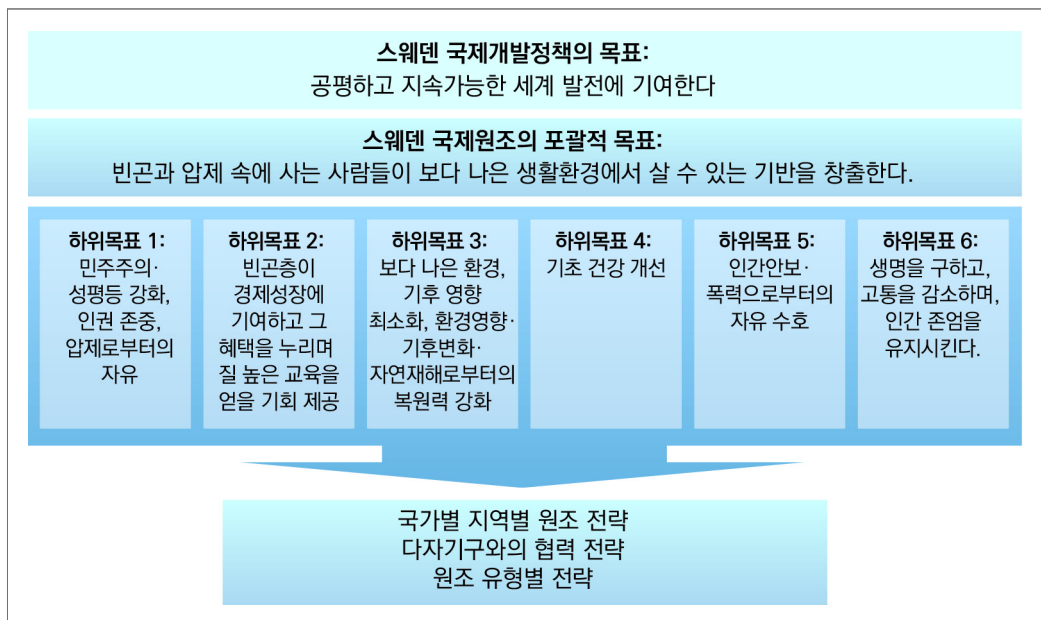 스웨덴 국제개발정책의 목표:
공평하고 지속가능한 세계 발전에 기여한다
스웨덴 국제원조의 포괄적 목표:
빈곤과 압제 속에 사는 사람들이 보다 나은 생활환경에서 살 수 있는 기반을 창출한다.
하위목표 1:
민주주의·
성평등 강화,
인권 존중,
압제로부터의
자유
하위목표 2:
빈곤층이
경제성장에
기여하고 그
혜택을 누리며
질 높은 교육을
얻을 기회 제공
하위목표 3:
보다 나은 환경,
기후 영향
최소화, 환경영향·
기후변화·
자연재해로부터의
복원력 강화
하위목표 4:
기초 건강 개선
하위목표 5:
인간안보·
폭력으로부터의
자유 수호
하위목표 6:
생명을 구하고,
고통을 감소하며,
인간 존엄을
유지시킨다.
국가별 지역별 원조 전략
다자기구와의 협력 전략
원조 유형별 전략